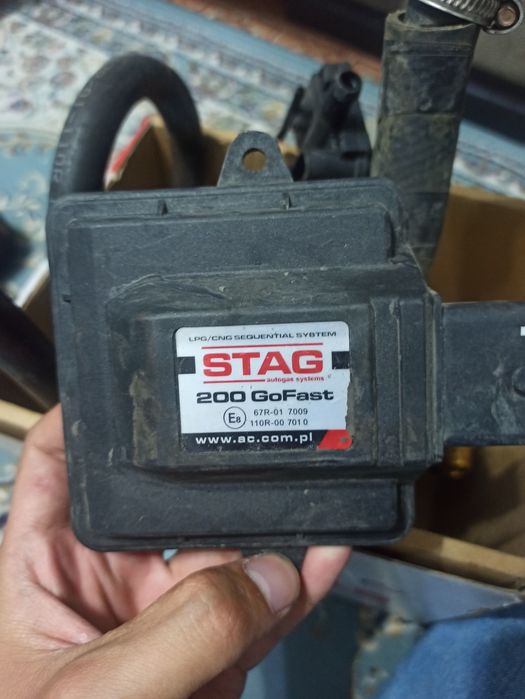 LPG/CNG SEQUENTIAL SYSTEM
STAG
autogas systems
200 GoFast
E8 67R-01 7009
110R-00 7010
www.ac.com.pl